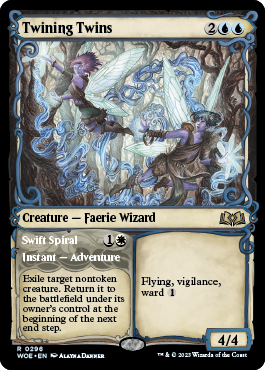 Twining Twins 2
Creature — Faerie Wizard
Swift Spiral 1
Instant — Adventure
Exile target nontoken
creature. Return it to
the battlefield under its
owner's control at the
beginning of the next
end step.
Flying, vigilance,
ward 1
4/4
R 0296
WOE • EN ALAYNA DANNER
™ & © 2023 Wizards of the Coast